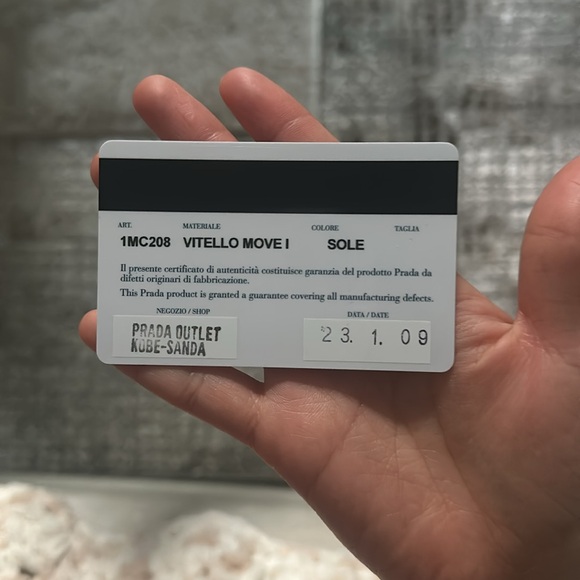 ART. MATERIALE COLORE TAGLIA
1MC208 VITELLO MOVE I SOLE
Il presente certificato di autenticità costituisce garanzia del prodotto Prada da
difetti originari di fabbricazione.
This Prada product is granted a guarantee covering all manufacturing defects.
NEGOZIO / SHOP DATA / DATE
PRADA OUTLET
KOBE-SANDA
23. 1. 09